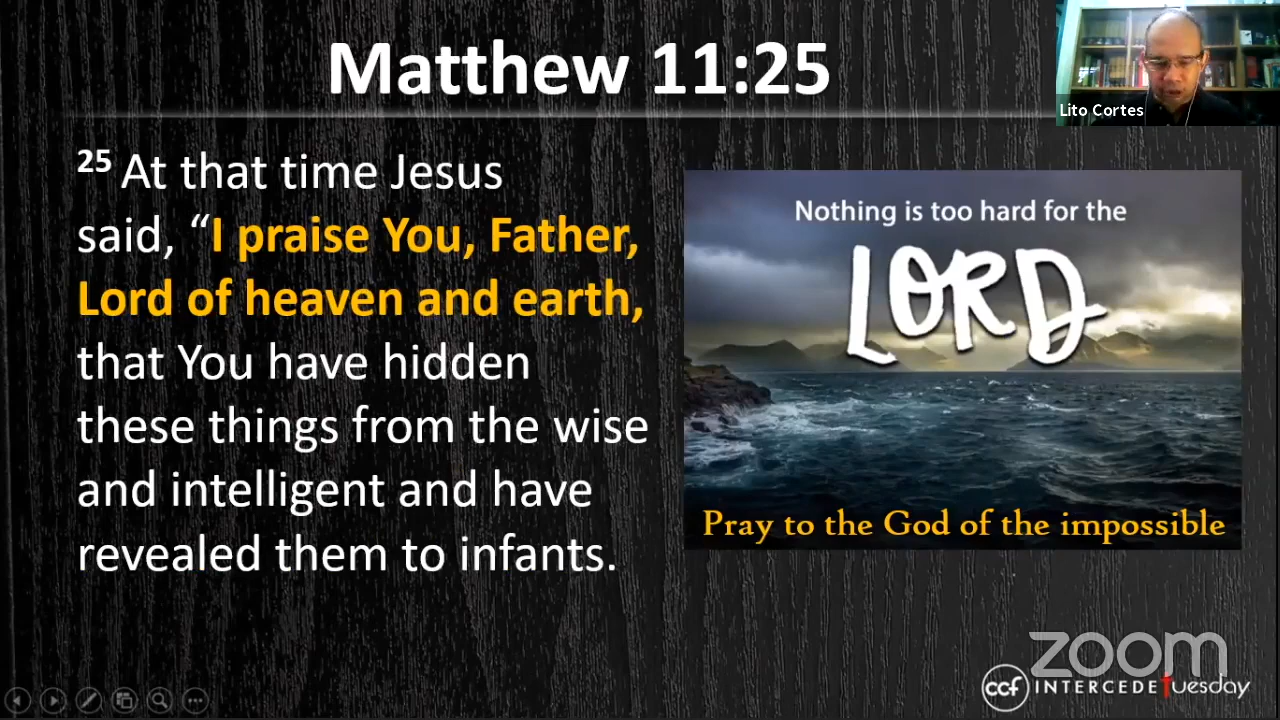 Matthew 11:25
Lito Cortes
25 At that time Jesus
said, “I praise You, Father,
Lord of heaven and earth,
that You have hidden
these things from the wise
and intelligent and have
revealed them to infants.
Nothing is too hard for the
LORD
Pray to the God of the impossible
zoom
ccf INTERCEDE Tuesday